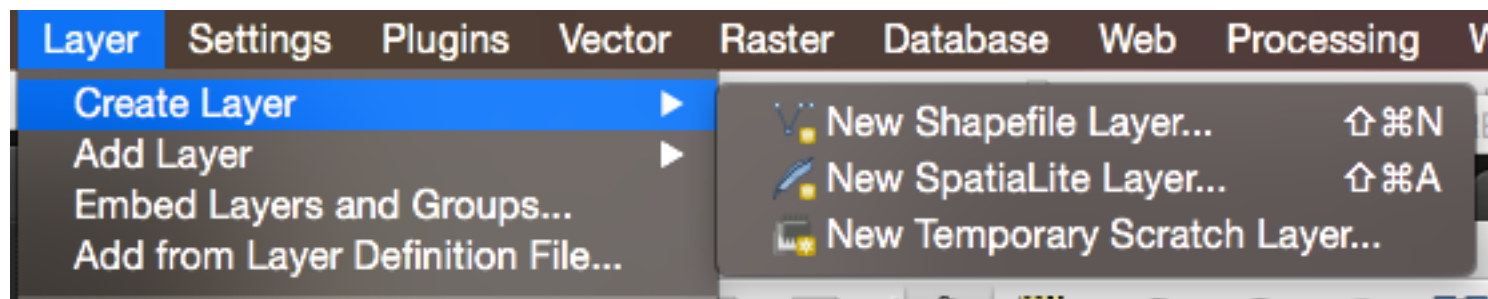 Layer Settings Plugins Vector Raster Database Web Processing
Create Layer
Add Layer
Embed Layers and Groups...
Add from Layer Definition File...
New Shapefile Layer... ⇧⌘N
New SpatiaLite Layer... ⇧⌘A
New Temporary Scratch Layer...